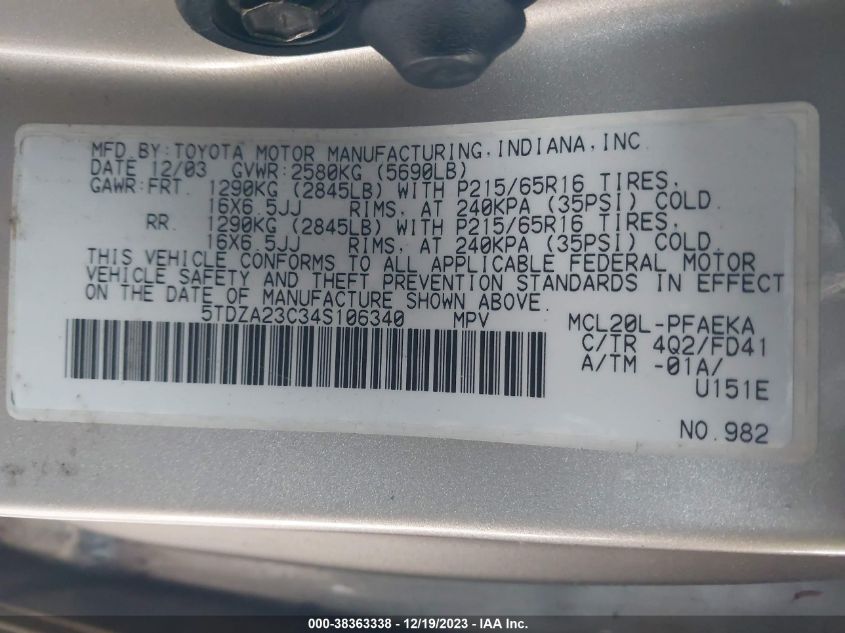 MFD.BY:TOYOTA MOTOR MANUFACTURING.INDIANA,INC
DATE 12/03 GVWR:2580KG (5690LB)
GAWR:FRT. 1290KG (2845LB) WITH P215/65R16 TIRES,
16X6.5JJ RIMS, AT 240KPA (35PSI) COLD.
RR. 1290KG (2845LB) WITH P215/65R16 TIRES,
16X6.5JJ RIMS, AT 240KPA (35PSI) COLD.
THIS VEHICLE CONFORMS TO ALL APPLICABLE FEDERAL MOTOR
VEHICLE SAFETY AND THEFT PREVENTION STANDARDS IN EFFECT
ON THE DATE OF MANUFACTURE SHOWN ABOVE.
5TDZA23C34S106340 MPV MCL20L-PFAEKA
C/TR 4Q2/FD41
A/TM -01A/
U151E
NO.982
000-38363338 - 12/19/2023 - IAAI.com